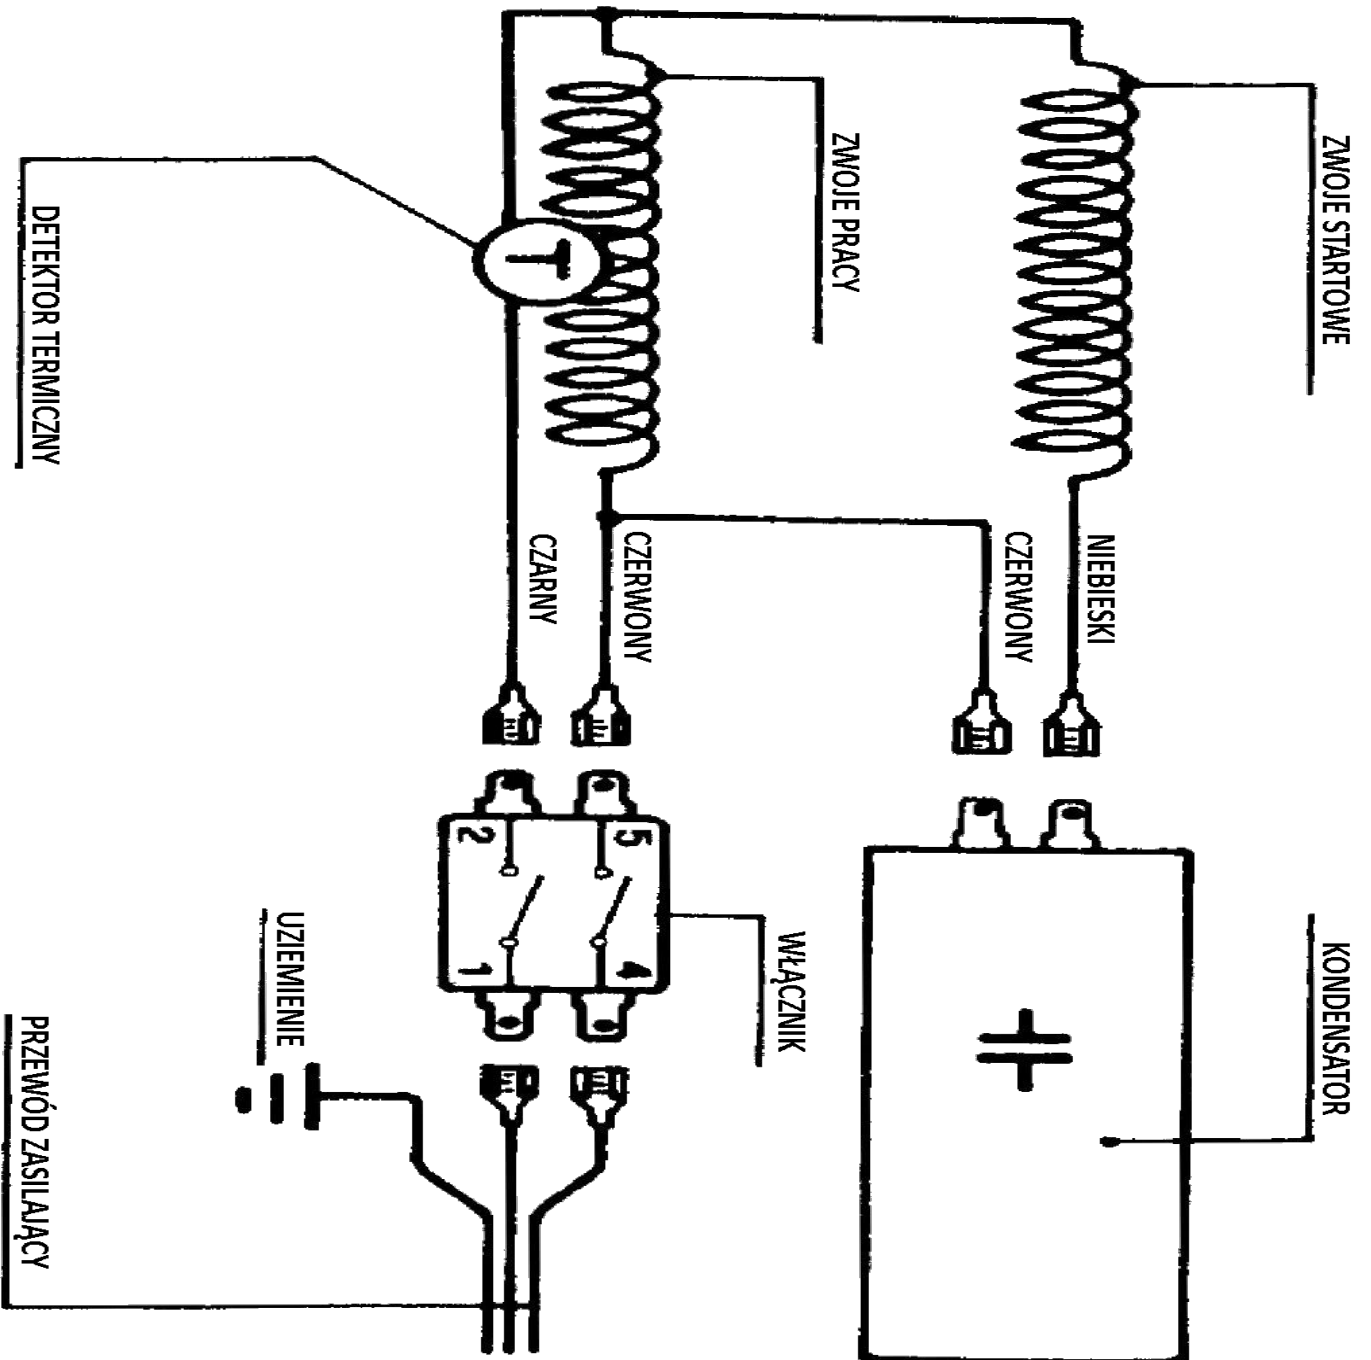 ZWOJE STARTOWE
KONDENSATOR
NIEBIESKI
CZERWONY
ZWOJE PRACY
WŁĄCZNIK
CZERWONY
5
4
CZARNY
2
1
T
UZIEMIENIE
DETEKTOR TERMICZNY
PRZEWÓD ZASILAJĄCY